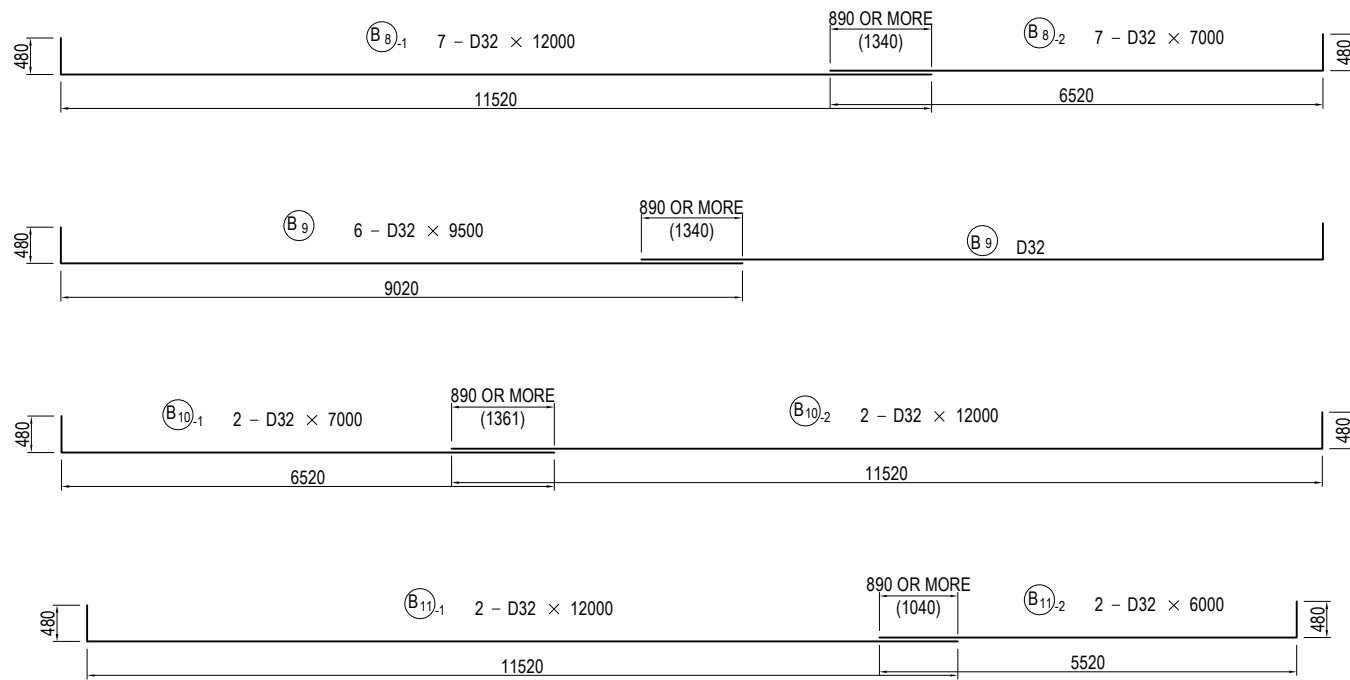 890 OR MORE
B8-1 7 – D32 × 12000
(1340)
B8-2 7 – D32 × 7000
480
480
11520
6520
890 OR MORE
B9 6 – D32 × 9500
(1340)
B9 D32
480
9020
890 OR MORE
B10-1 2 – D32 × 7000
(1361)
B10-2 2 – D32 × 12000
480
480
6520
11520
890 OR MORE
B11-1 2 – D32 × 12000
(1040)
B11-2 2 – D32 × 6000
480
480
11520
5520